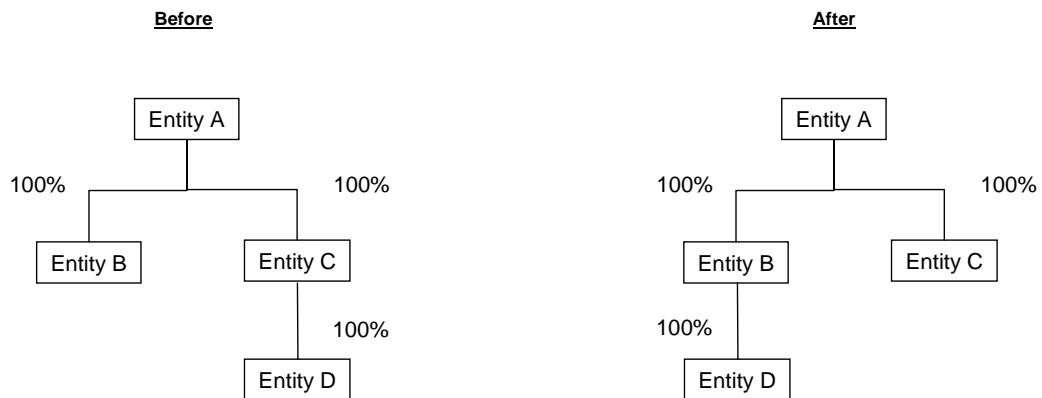 Before
After
Entity A
Entity A
100%
100%
100%
100%
Entity B
Entity C
Entity B
Entity C
100%
100%
Entity D
Entity D